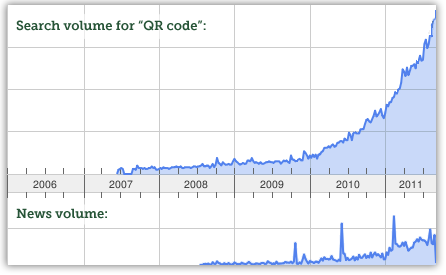 Search volume for “QR code”:
2006 2007 2008 2009 2010 2011
News volume: